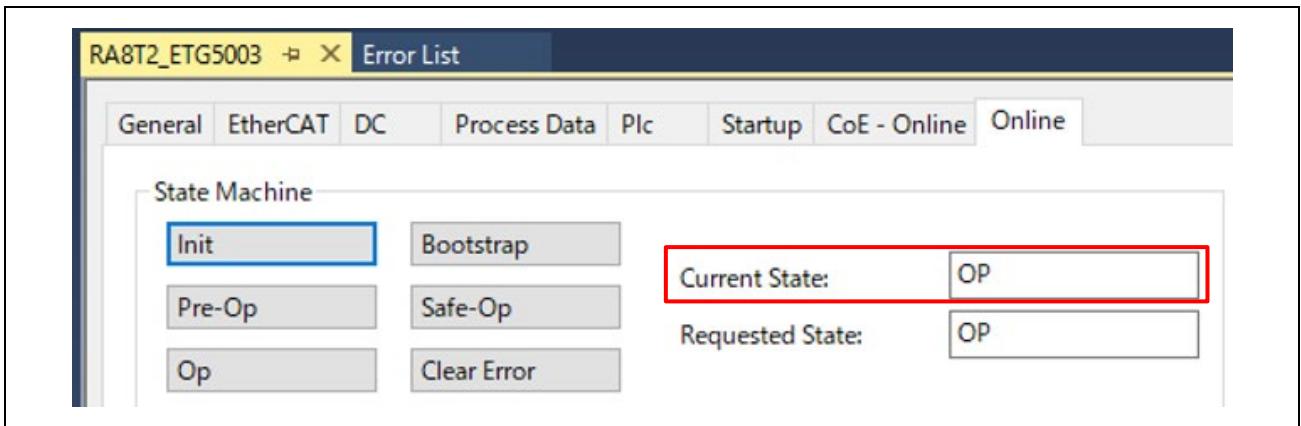 RA8T2_ETG5003 Error List
General EtherCAT DC Process Data Plc Startup CoE - Online Online
State Machine
Init Bootstrap
Current State: OP
Pre-Op Safe-Op
Requested State: OP
Op Clear Error